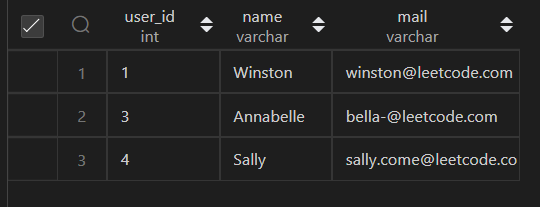 user_id name mail
int varchar varchar
1 1 Winston winston@leetcode.com
2 3 Annabelle bella-@leetcode.com
3 4 Sally sally.come@leetcode.co